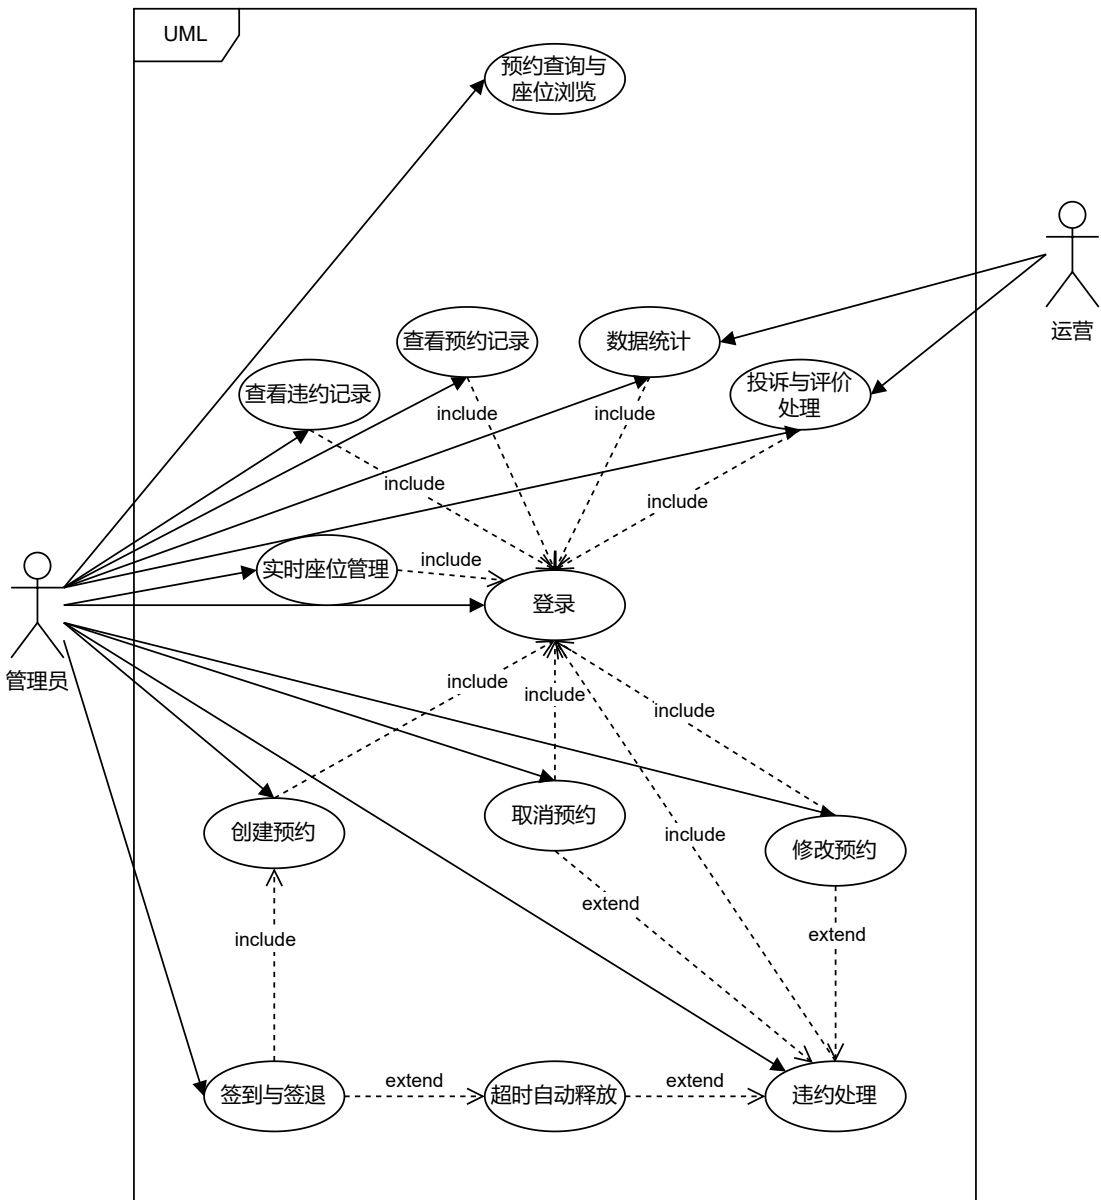 UML
预约查询与
座位浏览
运营
查看预约记录
数据统计
查看违约记录
投诉与评价
处理
include
include
include
include
实时座位管理
include
登录
管理员
include
include
include
创建预约
取消预约
修改预约
include
extend
extend
include
签到与签退
extend
超时自动释放
extend
违约处理